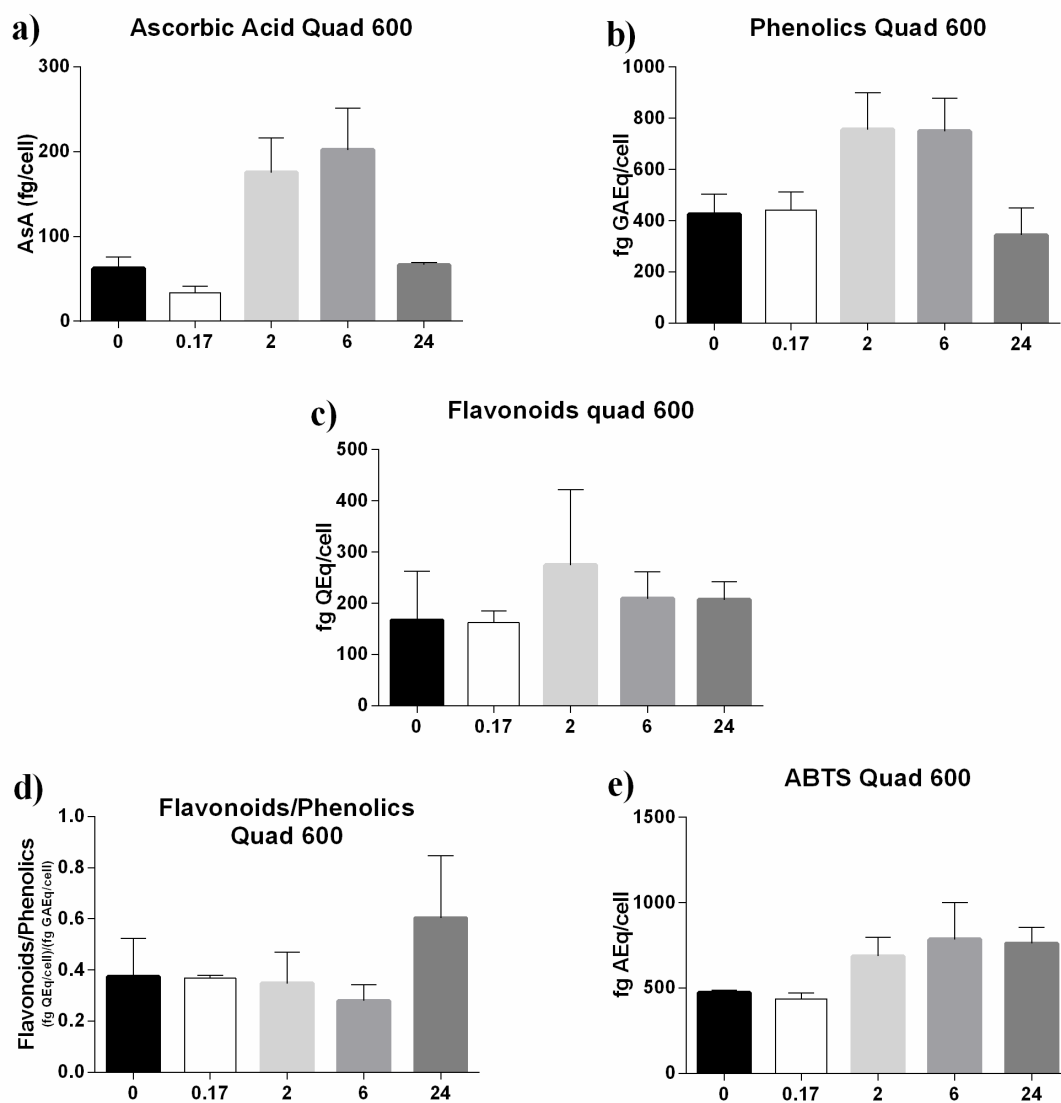 a)
Ascorbic Acid Quad 600
AsA (fg/cell)
300
200
100
0
0 0.17 2 6 24
b)
Phenolics Quad 600
fg GAEq/cell
1000
800
600
400
200
0
0 0.17 2 6 24
c)
Flavonoids quad 600
fg QEq/cell
500
400
300
200
100
0
0 0.17 2 6 24
d)
Flavonoids/Phenolics
Quad 600
Flavonoids/Phenolics
(fg QEq/cell)/(fg GAEq/cell)
1.0
0.8
0.6
0.4
0.2
0.0
0 0.17 2 6 24
e)
ABTS Quad 600
fg AEq/cell
1500
1000
500
0
0 0.17 2 6 24